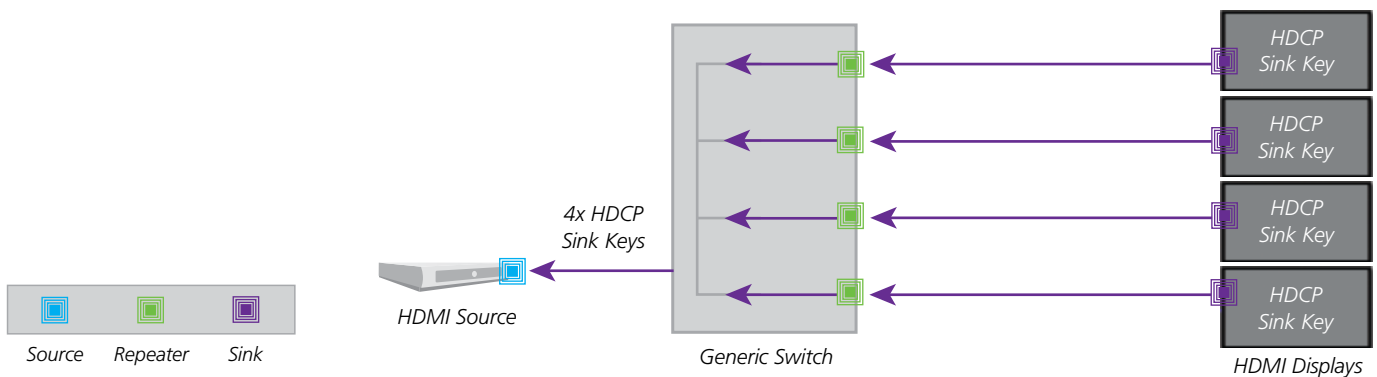 HDCP
Sink Key
HDCP
Sink Key
HDCP
Sink Key
HDCP
Sink Key
HDMI Displays
4x HDCP
Sink Keys
HDMI Source
Generic Switch
Source
Repeater
Sink